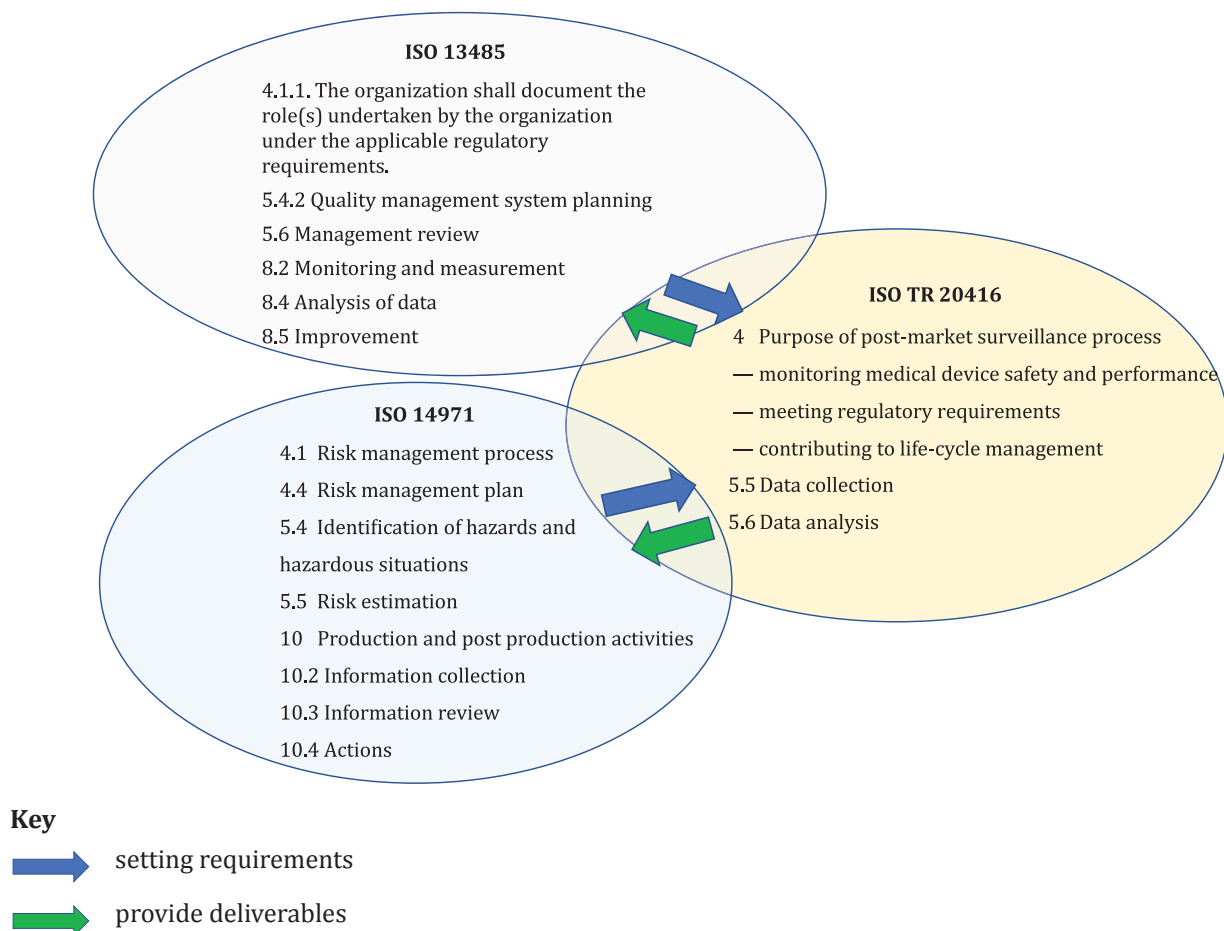 ISO 13485
4.1.1. The organization shall document the
role(s) undertaken by the organization
under the applicable regulatory
requirements.
5.4.2 Quality management system planning
5.6 Management review
8.2 Monitoring and measurement
8.4 Analysis of data
8.5 Improvement
ISO TR 20416
4 Purpose of post-market surveillance process
— monitoring medical device safety and performance
— meeting regulatory requirements
— contributing to life-cycle management
5.5 Data collection
5.6 Data analysis
ISO 14971
4.1 Risk management process
4.4 Risk management plan
5.4 Identification of hazards and
hazardous situations
5.5 Risk estimation
10 Production and post production activities
10.2 Information collection
10.3 Information review
10.4 Actions
Key
setting requirements
provide deliverables